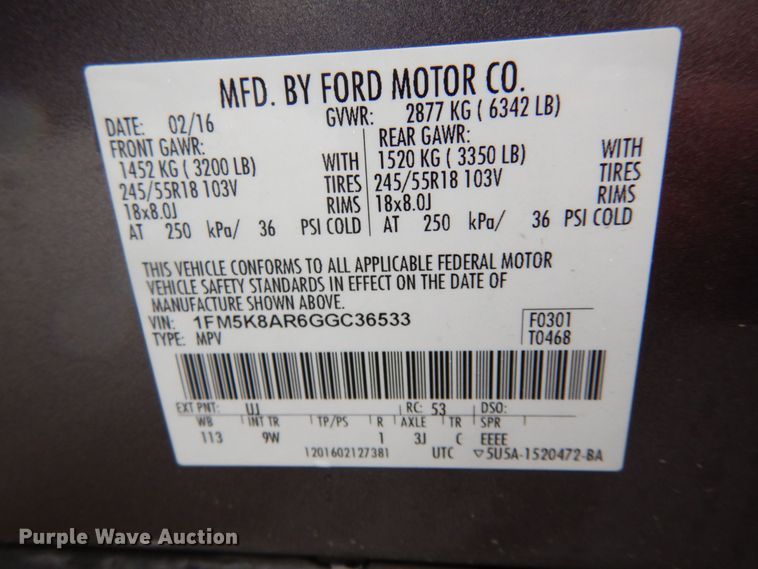 MFD. BY FORD MOTOR CO.
DATE: 02/16 GVWR: 2877 KG ( 6342 LB)
FRONT GAWR: REAR GAWR:
1452 KG ( 3200 LB) WITH 1520 KG ( 3350 LB) WITH
245/55R18 103V TIRES 245/55R18 103V TIRES
18x8.0J RIMS 18x8.0J RIMS
AT 250 kPa/ 36 PSI COLD AT 250 kPa/ 36 PSI COLD
THIS VEHICLE CONFORMS TO ALL APPLICABLE FEDERAL MOTOR
VEHICLE SAFETY STANDARDS IN EFFECT ON THE DATE OF
MANUFACTURE SHOWN ABOVE.
VIN: 1FM5K8AR6GGC36533 F0301
TYPE: MPV T0468
EXT PNT: UJ RC: 53 DSO:
WB INT TR TP/PS R AXLE TR SPR
113 9W 1 3J C EEEE
1201602127381 UTC ▽5U5A-1520472-BA
Purple Wave Auction